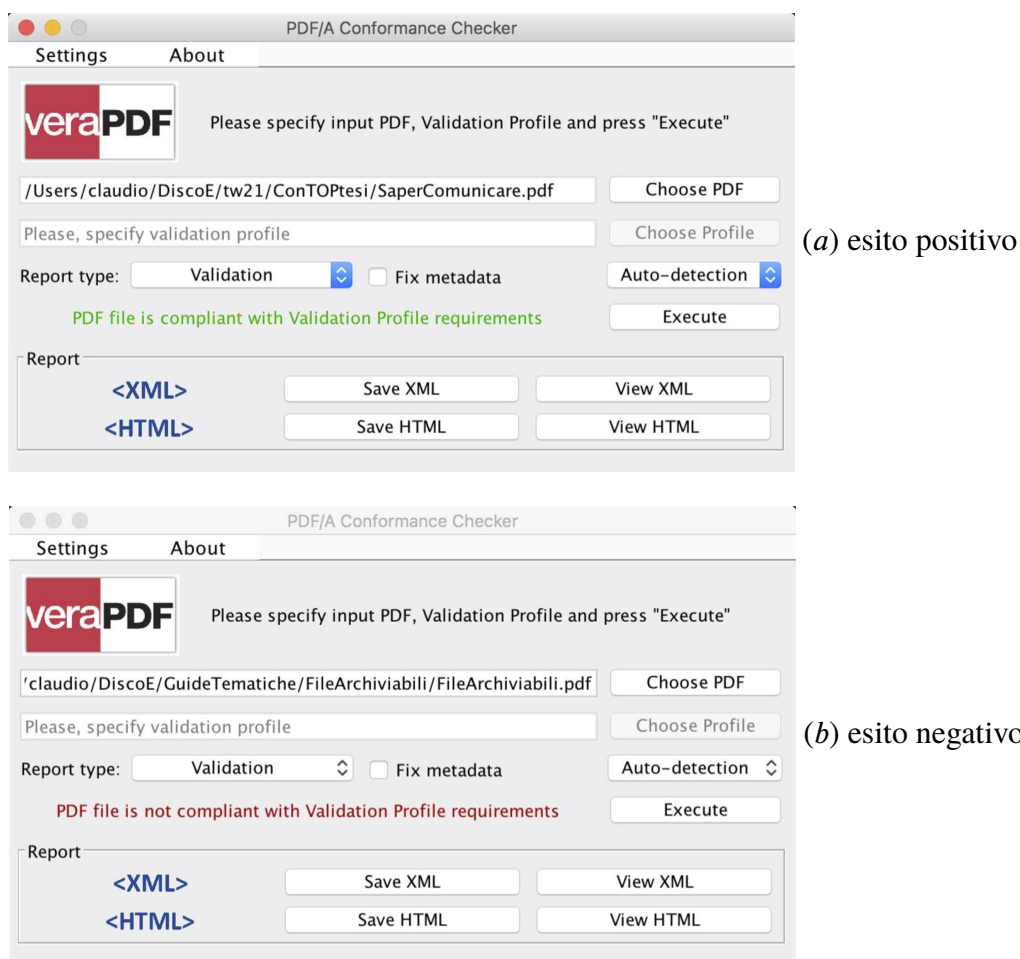 PDF/A Conformance Checker
Settings About
veraPDF Please specify input PDF, Validation Profile and press "Execute"
/Users/claudio/DiscoE/tw21/ConTOPtesi/SaperComunicare.pdf Choose PDF
Please, specify validation profile Choose Profile
(a) esito positivo
Report type: Validation Fix metadata Auto-detection
PDF file is compliant with Validation Profile requirements Execute
Report
<XML> Save XML View XML
<HTML> Save HTML View HTML
PDF/A Conformance Checker
Settings About
veraPDF Please specify input PDF, Validation Profile and press "Execute"
'claudio/DiscoE/GuideTematiche/FileArchiviabili/FileArchiviabili.pdf Choose PDF
Please, specify validation profile Choose Profile
(b) esito negativo
Report type: Validation Fix metadata Auto-detection
PDF file is not compliant with Validation Profile requirements Execute
Report
<XML> Save XML View XML
<HTML> Save HTML View HTML